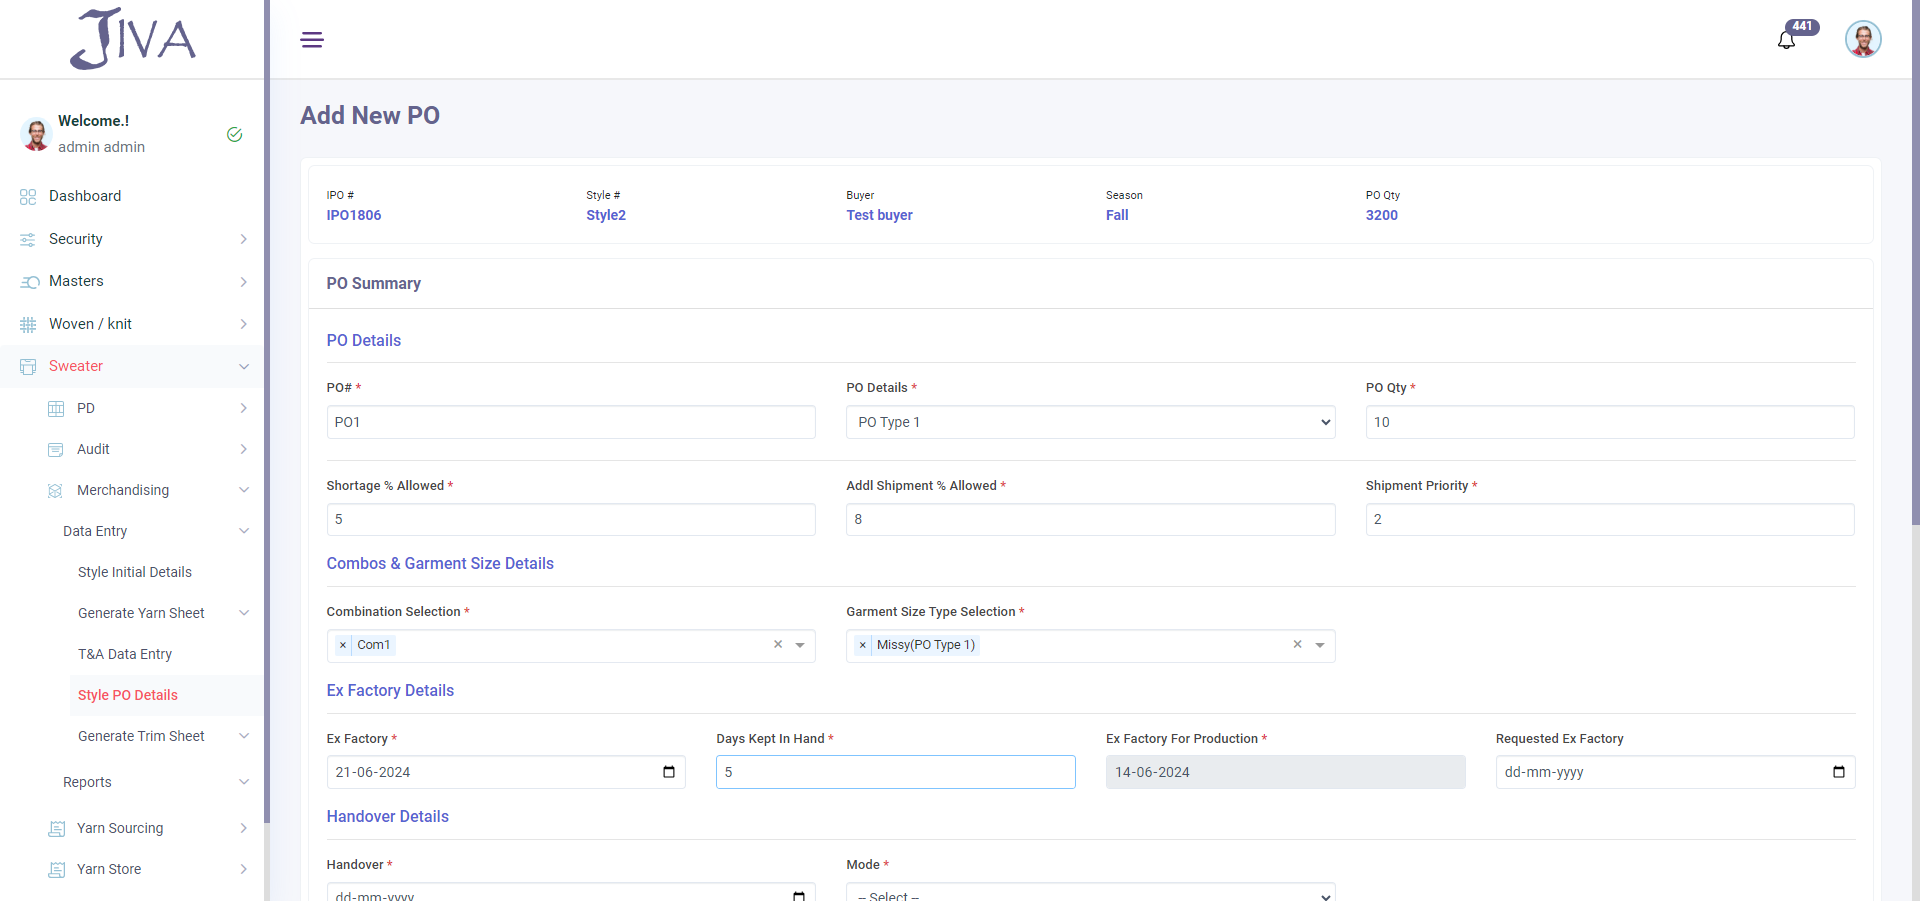 JIVA
441
Welcome.!
admin admin
Dashboard
Security
Masters
Woven / knit
Sweater
PD
Audit
Merchandising
Data Entry
Style Initial Details
Generate Yarn Sheet
T&A Data Entry
Style PO Details
Generate Trim Sheet
Reports
Yarn Sourcing
Yarn Store
Add New PO
IPO # Style # Buyer Season PO Qty
IPO1806 Style2 Test buyer Fall 3200
PO Summary
PO Details
PO# * PO Details * PO Qty *
PO1 PO Type 1 10
Shortage % Allowed * Addl Shipment % Allowed * Shipment Priority *
5 8 2
Combos & Garment Size Details
Combination Selection * Garment Size Type Selection *
× Com1 × × Missy(PO Type 1) ×
Ex Factory Details
Ex Factory * Days Kept In Hand * Ex Factory For Production * Requested Ex Factory
21-06-2024 5 14-06-2024 dd-mm-yyyy
Handover Details
Handover * Mode *
dd-mm-yyyy -- Select --